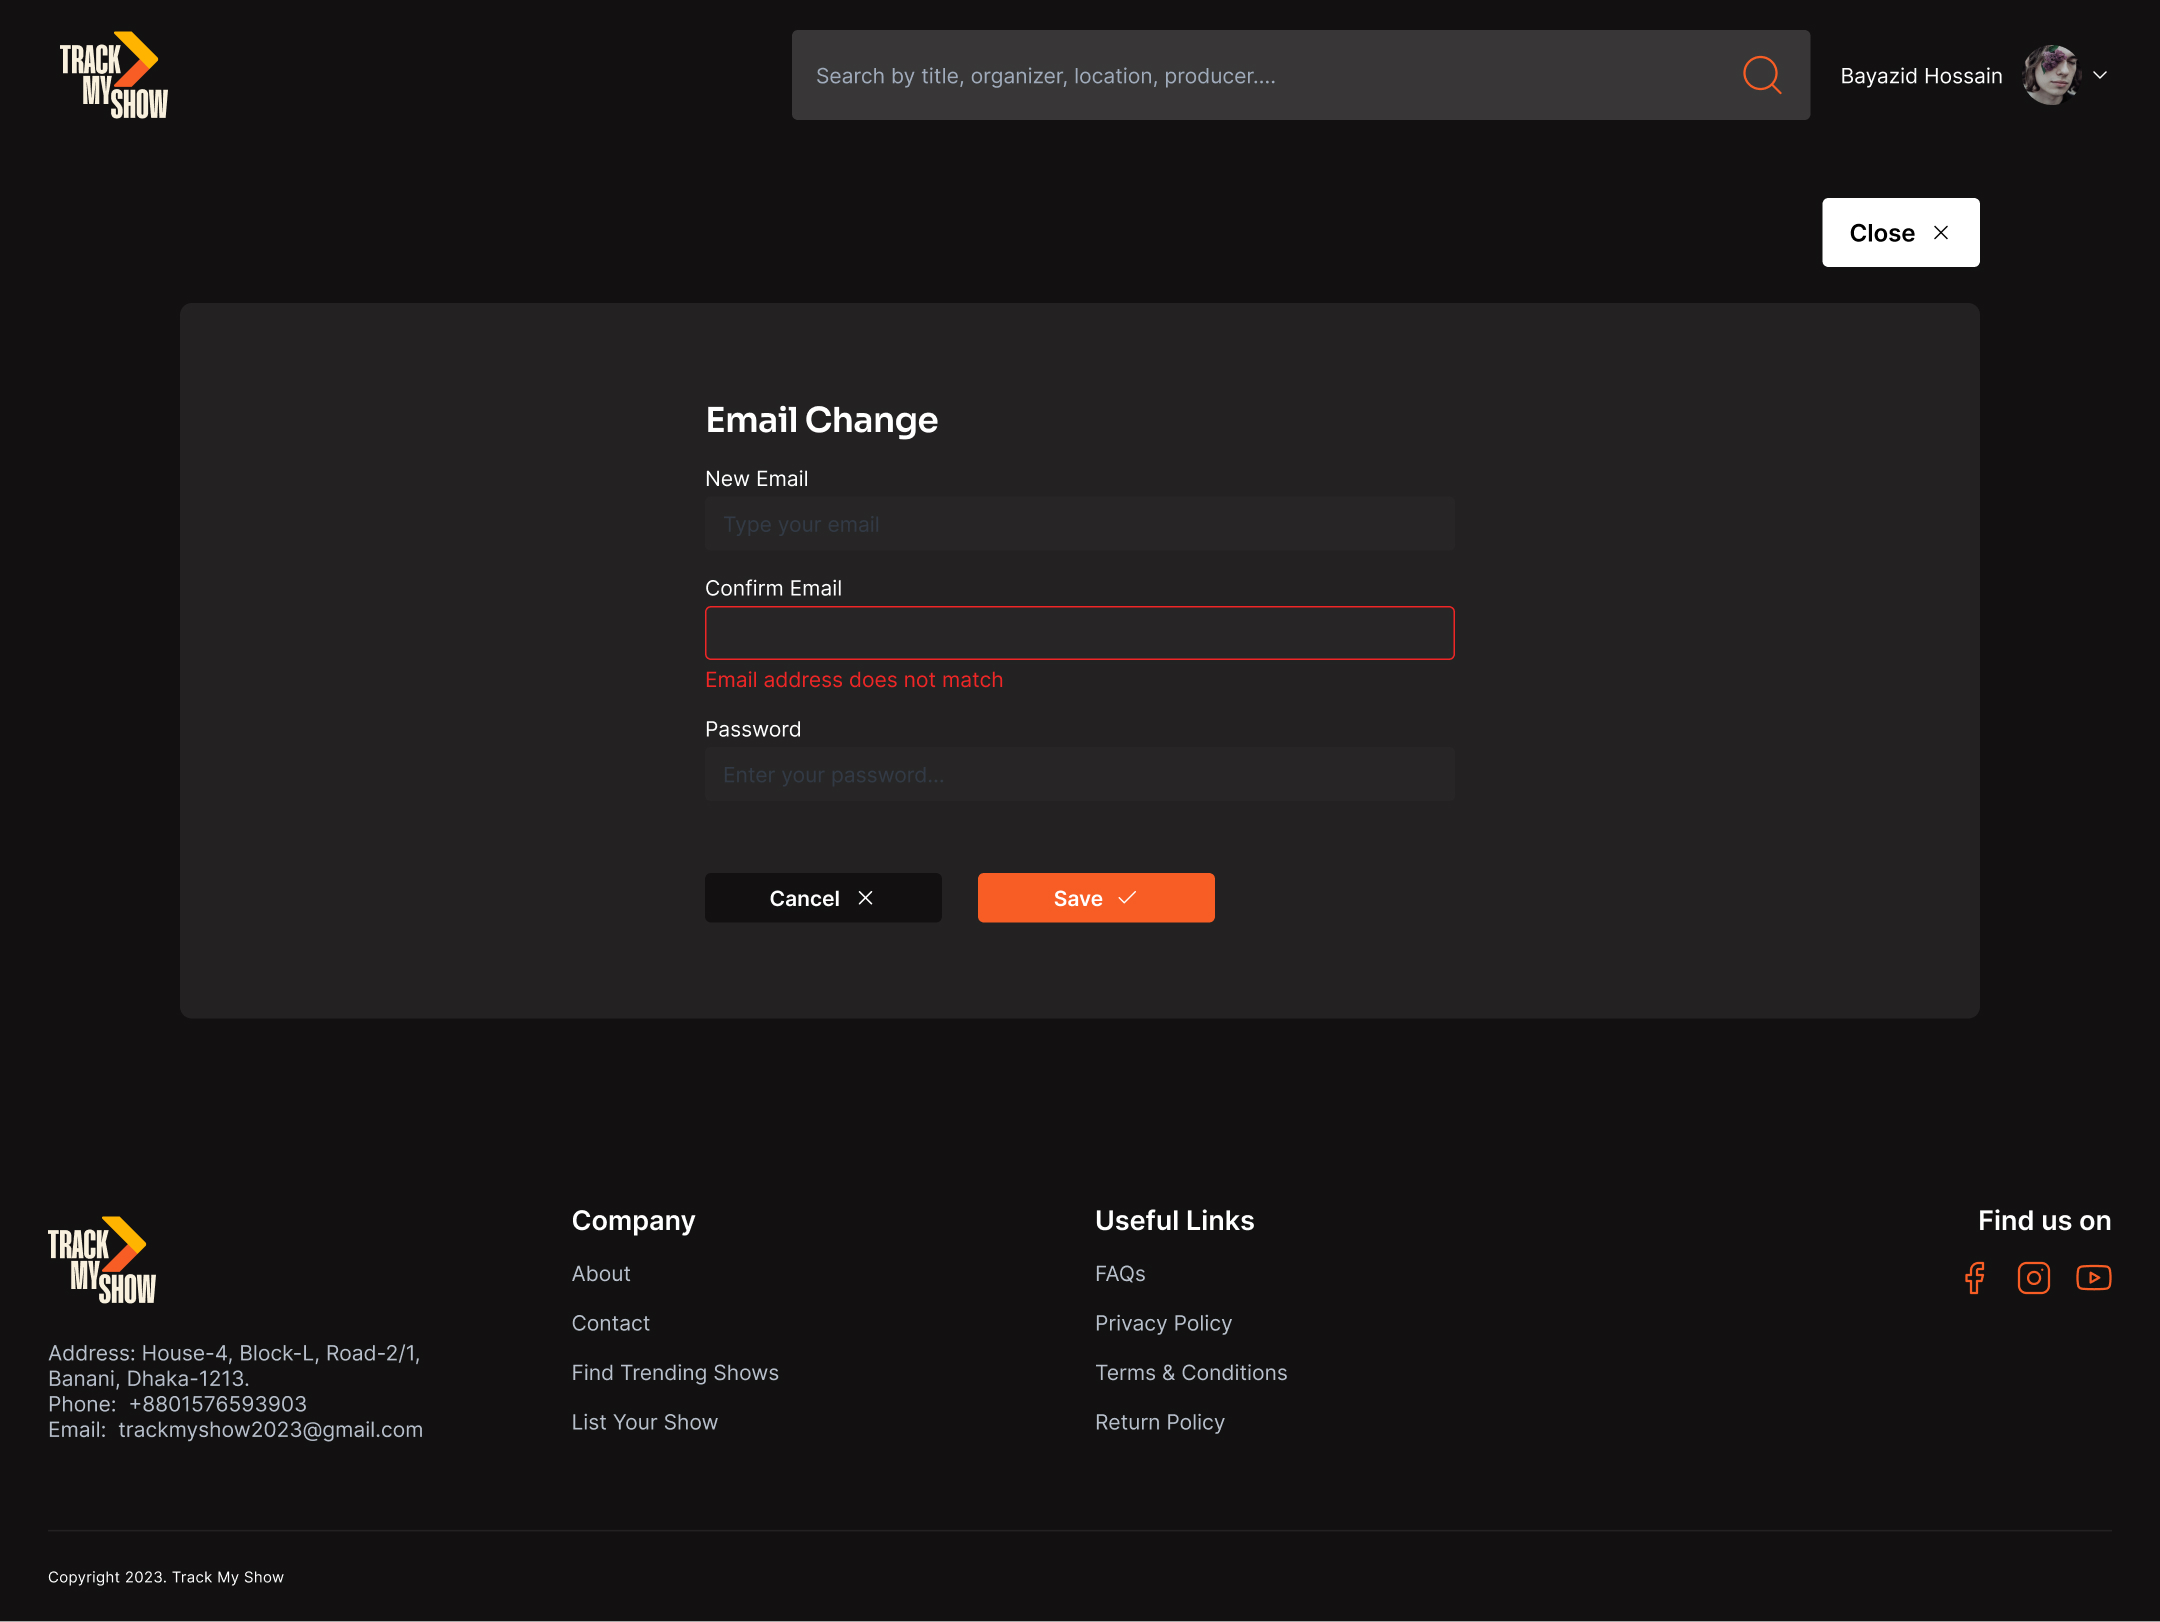 TRACK
MY
SHOW
Search by title, organizer, location, producer....
Bayazid Hossain
Close
Email Change
New Email
Type your email
Confirm Email
Email address does not match
Password
Enter your password...
Cancel
Save
TRACK
MY
SHOW
Address: House-4, Block-L, Road-2/1,
Banani, Dhaka-1213.
Phone: +8801576593903
Email: trackmyshow2023@gmail.com
Company
About
Contact
Find Trending Shows
List Your Show
Useful Links
FAQs
Privacy Policy
Terms & Conditions
Return Policy
Find us on
Copyright 2023. Track My Show